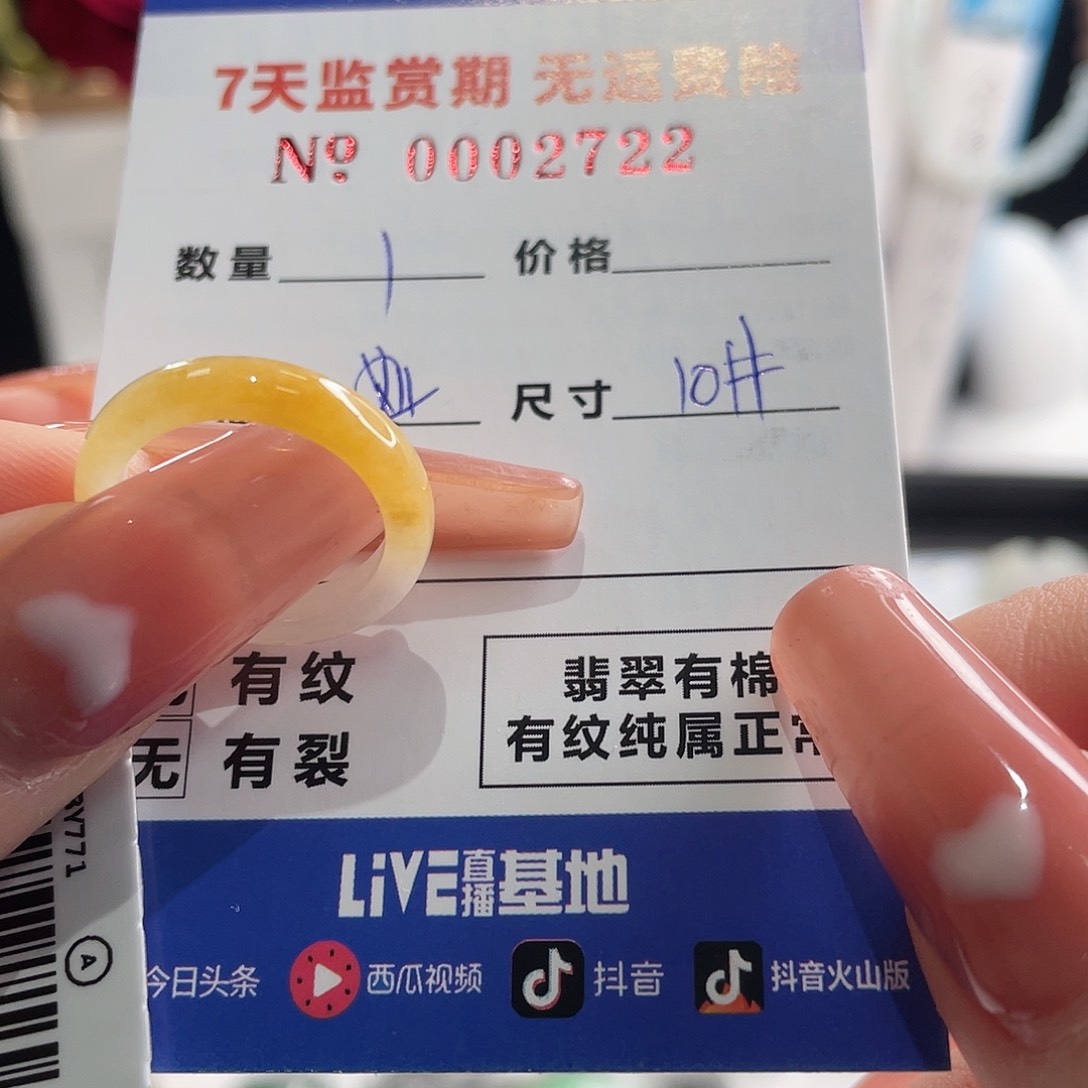 7天监赏期 无运费险
No. 0002722
数量 1 价格
尺寸 10#
有纹
无 有裂
翡翠有棉
有纹纯属正常
BY771
A
LiVE直播基地
今日头条 西瓜视频 抖音 抖音火山版